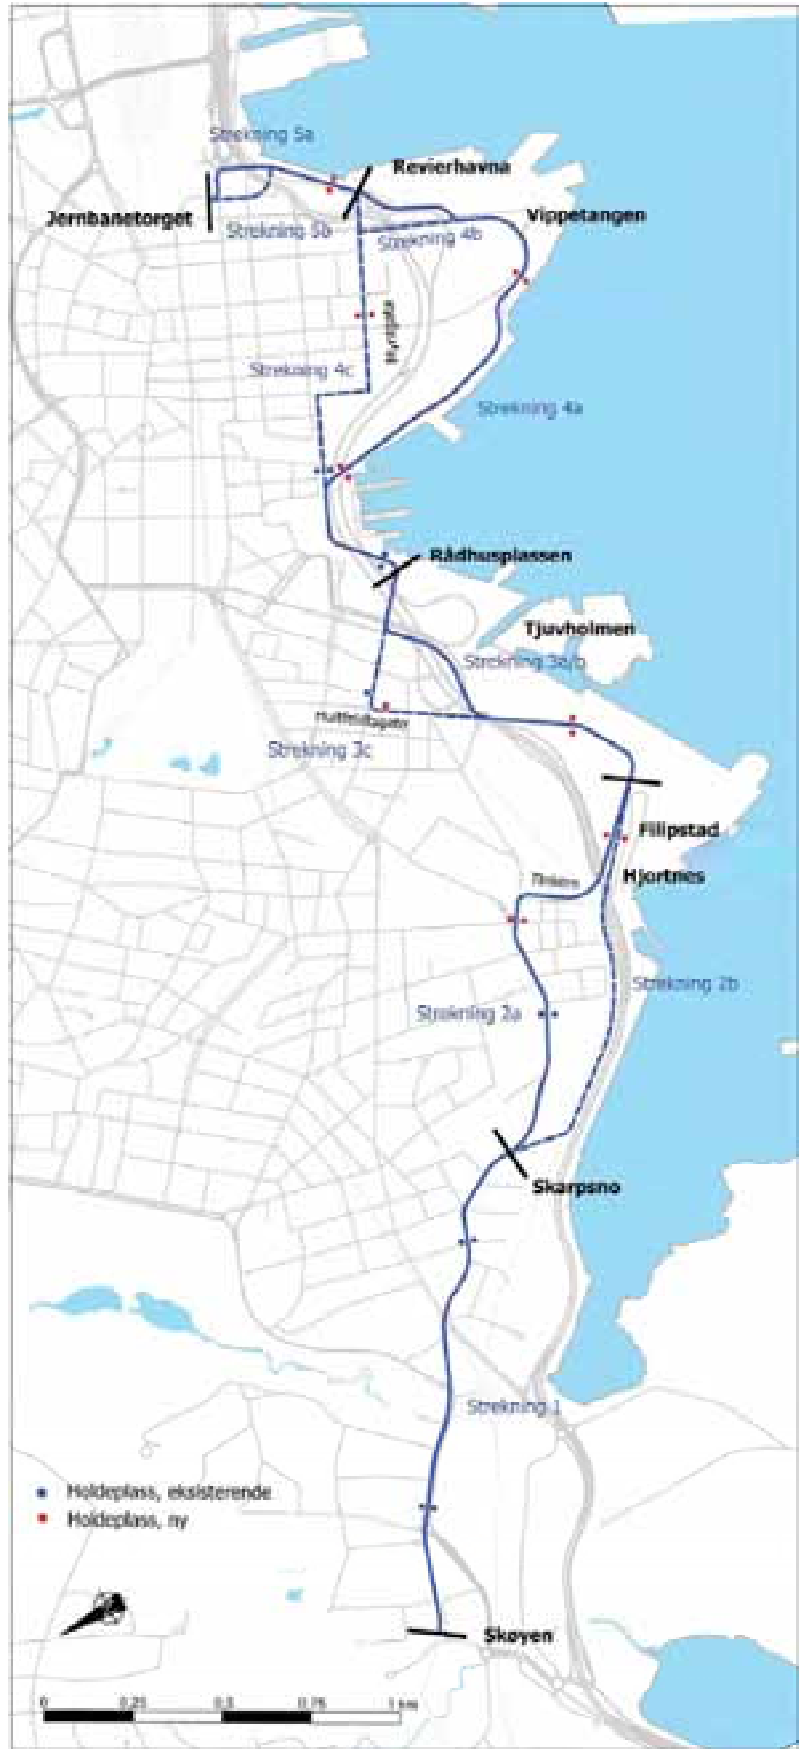 Strekning 5a
Revierhavna
Jernbanetorget
Vippetangen
Strekning 5b
Strekning 4b
Myntgata
Strekning 4c
Strekning 4a
Rådhusplassen
Tjuvholmen
Strekning 3a/b
Huitfeldtsgate
Strekning 3c
Filipstad
Hjortnes
Strekning 2b
Strekning 2a
Skarpsno
Strekning 1
Holdeplass, eksisterende
Holdeplass, ny
Skøyen
0 0,25 0,5 0,75 1 km